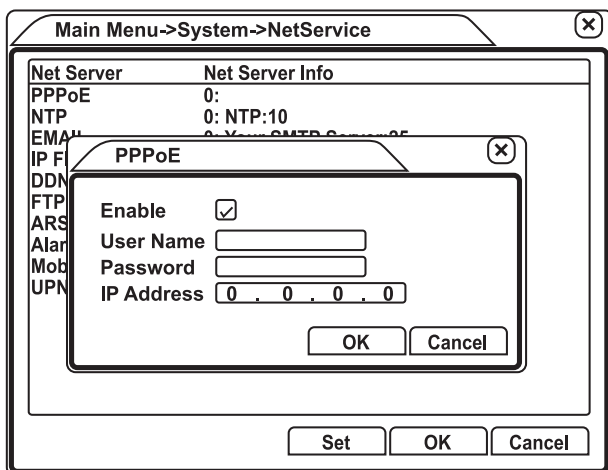 Main Menu->System->NetService
Net Server Net Server Info
PPPoE 0:
NTP 0: NTP:10
PPPoE
Enable
User Name
Password
IP Address 0 . 0 . 0 . 0
OK Cancel
FTP
Set OK Cancel